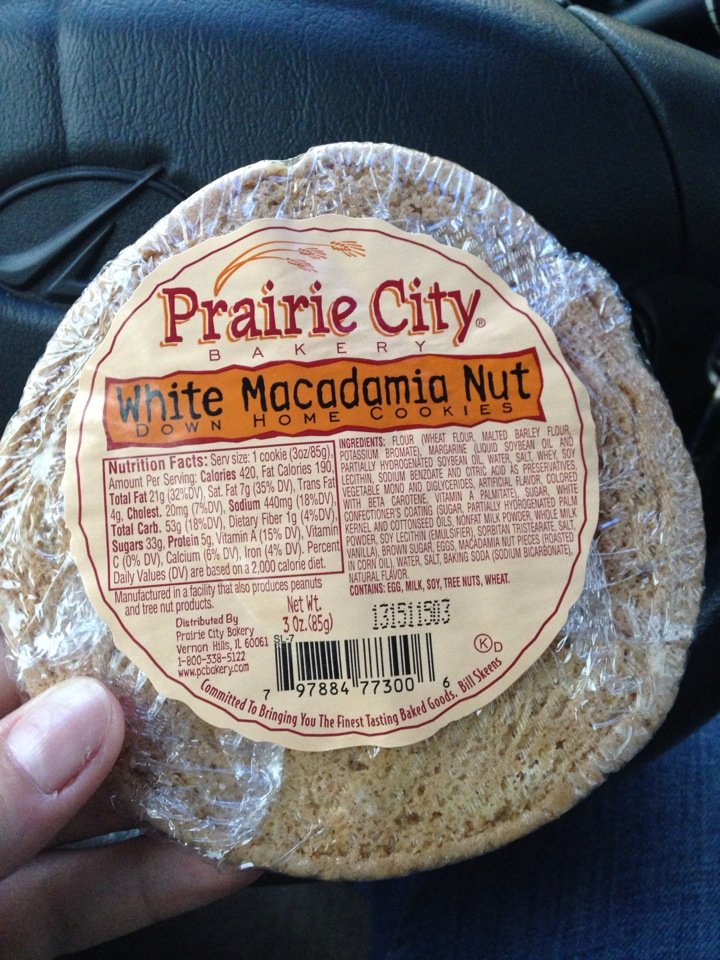 Prairie City®
BAKERY
White Macadamia Nut
DOWN HOME COOKIES
Nutrition Facts: Serv size: 1 cookie (3oz/85g),
Amount Per Serving: Calories 420, Fat Calories 190,
Total Fat 21g (32%DV), Sat. Fat 7g (35% DV), Trans Fat
4g, Cholest. 20mg (7%DV), Sodium 440mg (18%DV),
Total Carb. 53g (18%DV), Dietary Fiber 1g (4%DV),
Sugars 33g, Protein 5g, Vitamin A (15% DV), Vitamin
C (0% DV), Calcium (6% DV), Iron (4% DV). Percent
Daily Values (DV) are based on a 2,000 calorie diet.
INGREDIENTS: FLOUR (WHEAT FLOUR, MALTED BARLEY FLOUR,
POTASSIUM BROMATE), MARGARINE (LIQUID SOYBEAN OIL AND
PARTIALLY HYDROGENATED SOYBEAN OIL, WATER, SALT, WHEY, SOY
LECITHIN, SODIUM BENZOATE AND CITRIC ACID AS PRESERVATIVES,
VEGETABLE MONO AND DIGLYCERIDES, ARTIFICIAL FLAVOR, COLORED
WITH BETA CAROTENE, VITAMIN A PALMITATE), SUGAR, WHITE
CONFECTIONER'S COATING (SUGAR, PARTIALLY HYDROGENATED PALM
KERNEL AND COTTONSEED OILS, NONFAT MILK POWDER, WHOLE MILK
POWDER, SOY LECITHIN (EMULSIFIER), SORBITAN TRISTEARATE, SALT,
VANILLA), BROWN SUGAR, EGGS, MACADAMIA NUT PIECES (ROASTED
IN CORN OIL), WATER, SALT, BAKING SODA (SODIUM BICARBONATE),
NATURAL FLAVOR.
CONTAINS: EGG, MILK, SOY, TREE NUTS, WHEAT.
Manufactured in a facility that also produces peanuts
and tree nut products.
Distributed By
Prairie City Bakery
Vernon Hills, IL 60061
1-800-338-5122
www.pcbakery.com
Net Wt.
3 Oz. (85g)
131511503
SL-7
7 97884 77300 6
K D
Committed To Bringing You The Finest Tasting Baked Goods. Bill Skeens